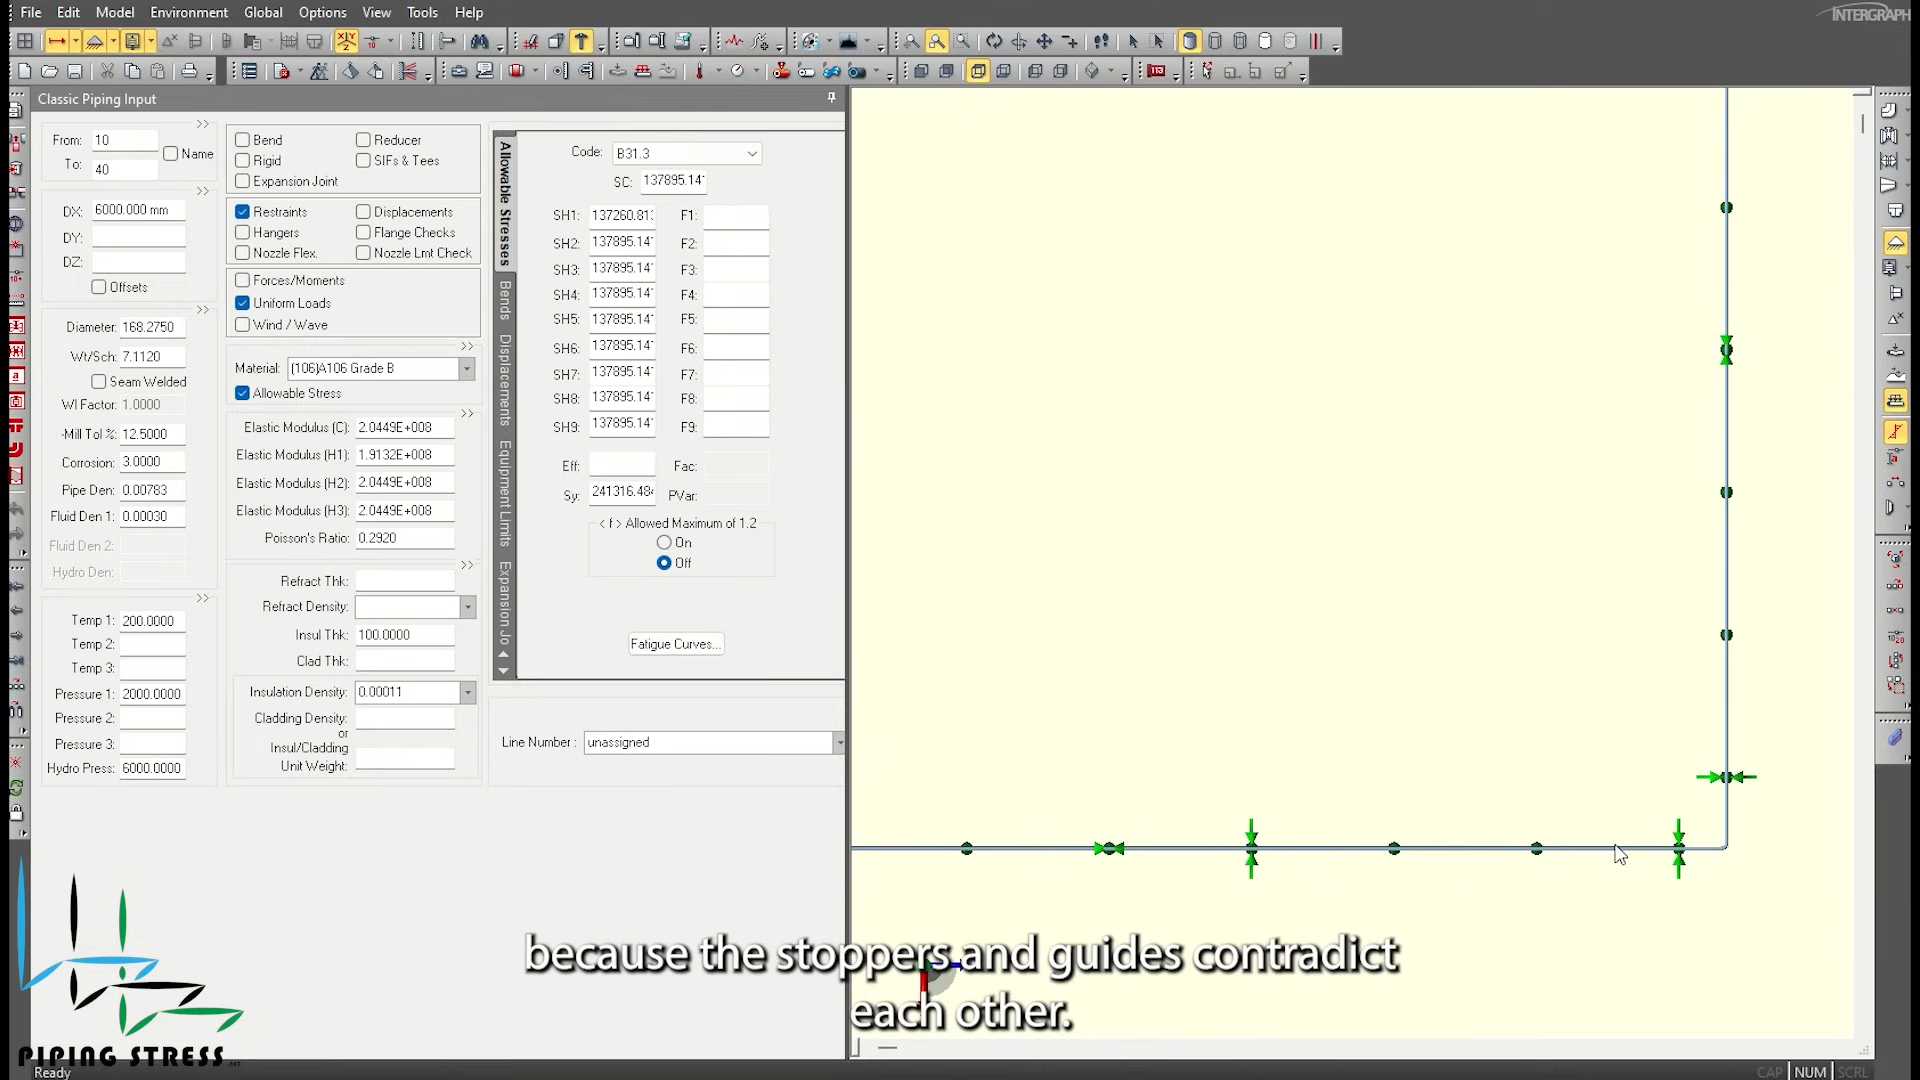 File Edit Model Environment Global Options View Tools Help
INTERGRAPH
Classic Piping Input
From: 10
To: 40
Name
DX: 6000.000 mm
DY:
DZ:
Offsets
Diameter: 168.2750
Wt/Sch: 7.1120
Seam Welded
WI Factor: 1.0000
-Mill Tol %: 12.5000
Corrosion: 3.0000
Pipe Den: 0.00783
Fluid Den 1: 0.00030
Fluid Den 2:
Hydro Den:
Temp 1: 200.0000
Temp 2:
Temp 3:
Pressure 1: 2000.0000
Pressure 2:
Pressure 3:
Hydro Press: 6000.0000
Bend Reducer
Rigid SIFs & Tees
Expansion Joint
Restraints Displacements
Hangers Flange Checks
Nozzle Flex. Nozzle Lmt Check
Forces/Moments
Uniform Loads
Wind / Wave
Material: (106)A106 Grade B
Allowable Stress
Elastic Modulus (C): 2.0449E+008
Elastic Modulus (H1): 1.9132E+008
Elastic Modulus (H2): 2.0449E+008
Elastic Modulus (H3): 2.0449E+008
Poisson's Ratio: 0.2920
Refract Thk:
Refract Density:
Insul Thk: 100.0000
Clad Thk:
Insulation Density: 0.00011
Cladding Density:
or
Insul/Cladding
Unit Weight:
Allowable Stresses
Bends
Displacements
Equipment Limits
Expansion Jo
Code: B31.3
SC: 137895.14
SH1: 137260.81 F1:
SH2: 137895.14 F2:
SH3: 137895.14 F3:
SH4: 137895.14 F4:
SH5: 137895.14 F5:
SH6: 137895.14 F6:
SH7: 137895.14 F7:
SH8: 137895.14 F8:
SH9: 137895.14 F9:
Eff: Fac:
Sy: 241316.48 PVar:
< f > Allowed Maximum of 1.2
On
Off
Fatigue Curves...
Line Number : unassigned
because the stoppers and guides contradict
each other.
PIPING STRESS
Ready
CAP NUM SCRL